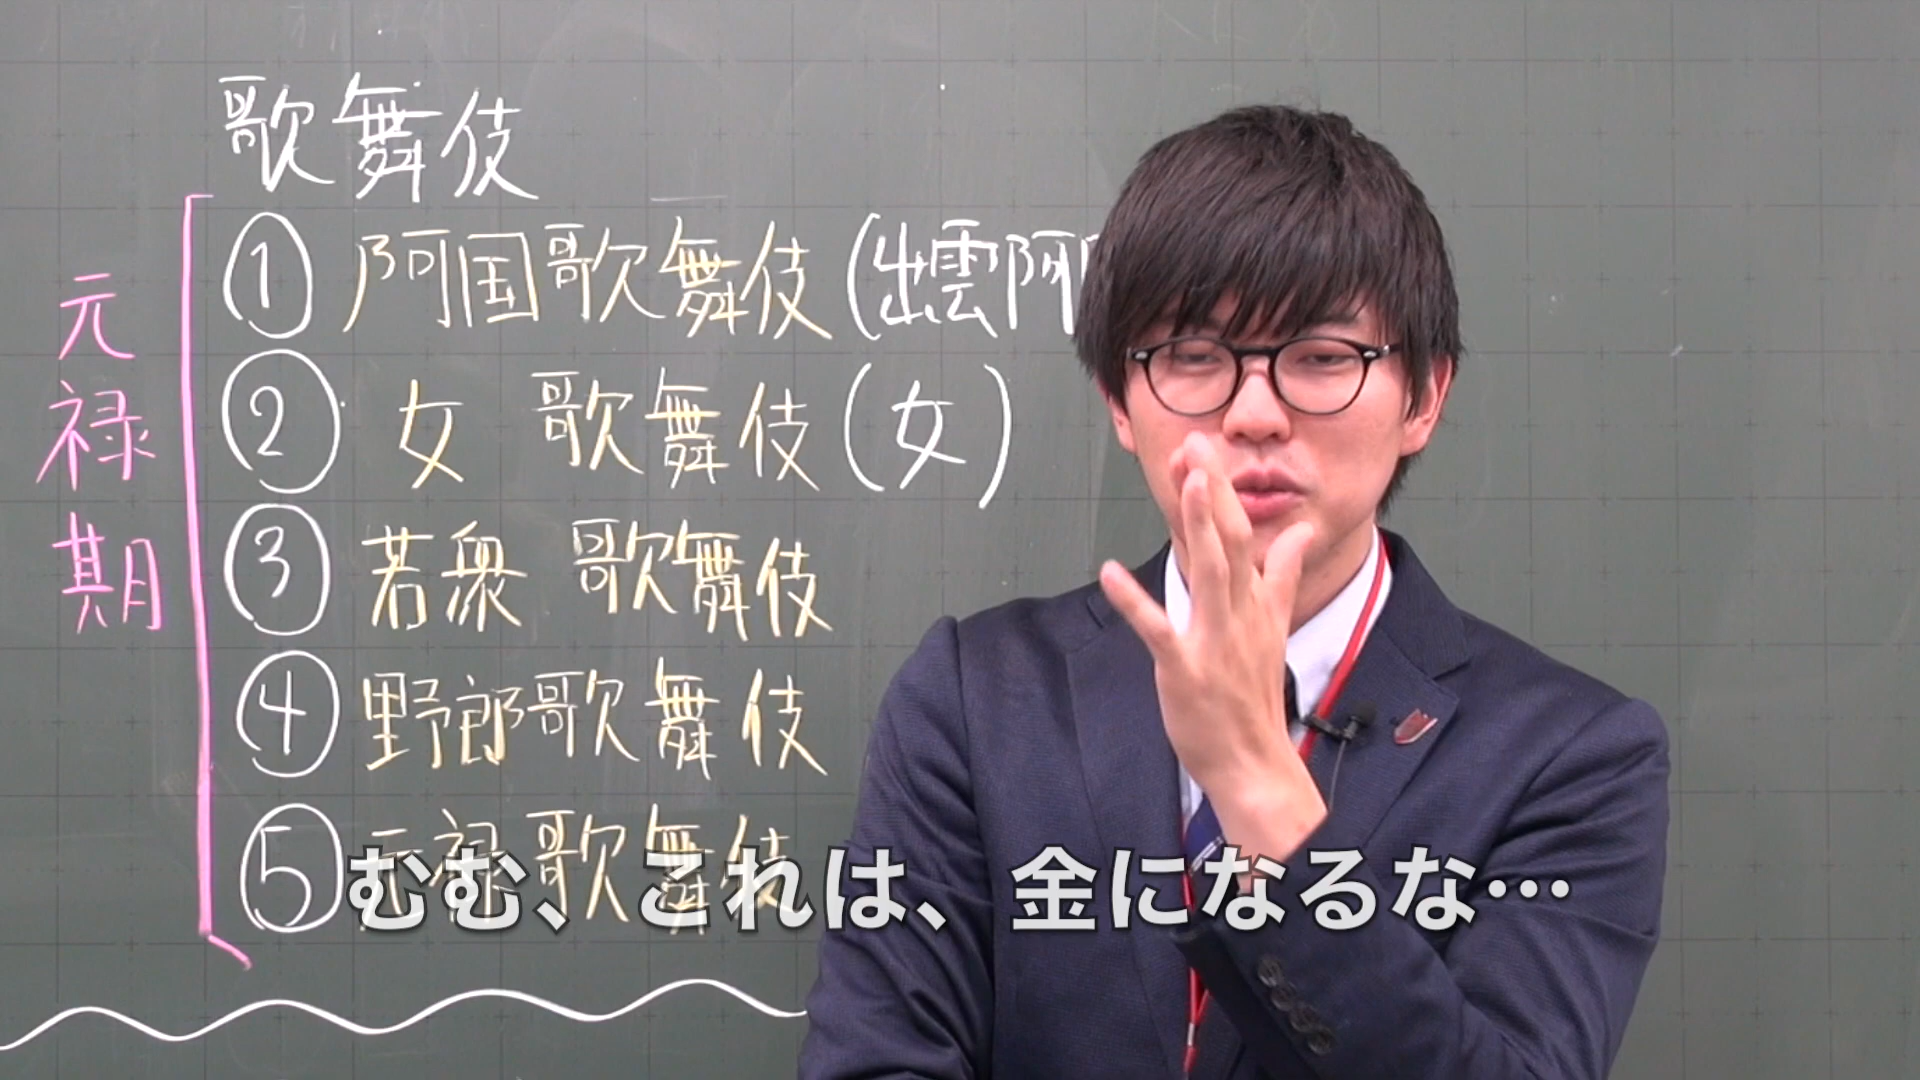 歌舞伎
元禄期
① 阿国歌舞伎(出雲阿
② 女歌舞伎(女)
③ 若衆歌舞伎
④ 野郎歌舞伎
⑤ 元禄歌舞伎
むむ、これは、金になるな…